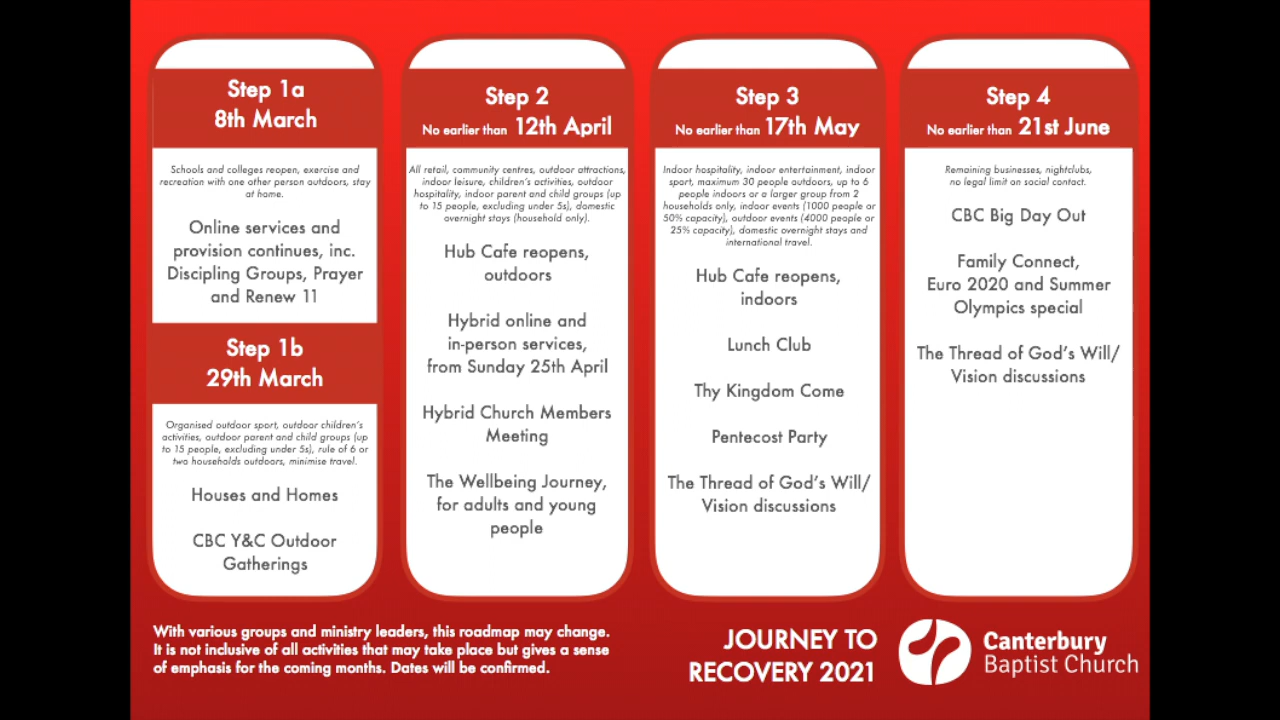 Step 1a
8th March
Schools and colleges reopen, exercise and
recreation with one other person outdoors, stay
at home.
Online services and
provision continues, inc.
Discipling Groups, Prayer
and Renew 11
Step 1b
29th March
Organised outdoor sport, outdoor children's
activities, outdoor parent and child groups (up
to 15 people, excluding under 5s), rule of 6 or
two households outdoors, minimise travel.
Houses and Homes
CBC Y&C Outdoor
Gatherings
Step 2
No earlier than 12th April
All retail, community centres, outdoor attractions,
indoor leisure, children's activities, outdoor
hospitality, indoor parent and child groups (up
to 15 people, excluding under 5s), domestic
overnight stays (household only).
Hub Cafe reopens,
outdoors
Hybrid online and
in-person services,
from Sunday 25th April
Hybrid Church Members
Meeting
The Wellbeing Journey,
for adults and young
people
Step 3
No earlier than 17th May
Indoor hospitality, indoor entertainment, indoor
sport, maximum 30 people outdoors, up to 6
people indoors or a larger group from 2
households only, indoor events (1000 people or
50% capacity), outdoor events (4000 people or
25% capacity), domestic overnight stays and
international travel.
Hub Cafe reopens,
indoors
Lunch Club
Thy Kingdom Come
Pentecost Party
The Thread of God's Will/
Vision discussions
Step 4
No earlier than 21st June
Remaining businesses, nightclubs,
no legal limit on social contact.
CBC Big Day Out
Family Connect,
Euro 2020 and Summer
Olympics special
The Thread of God's Will/
Vision discussions
With various groups and ministry leaders, this roadmap may change.
It is not inclusive of all activities that may take place but gives a sense
of emphasis for the coming months. Dates will be confirmed.
JOURNEY TO
RECOVERY 2021
Canterbury
Baptist Church